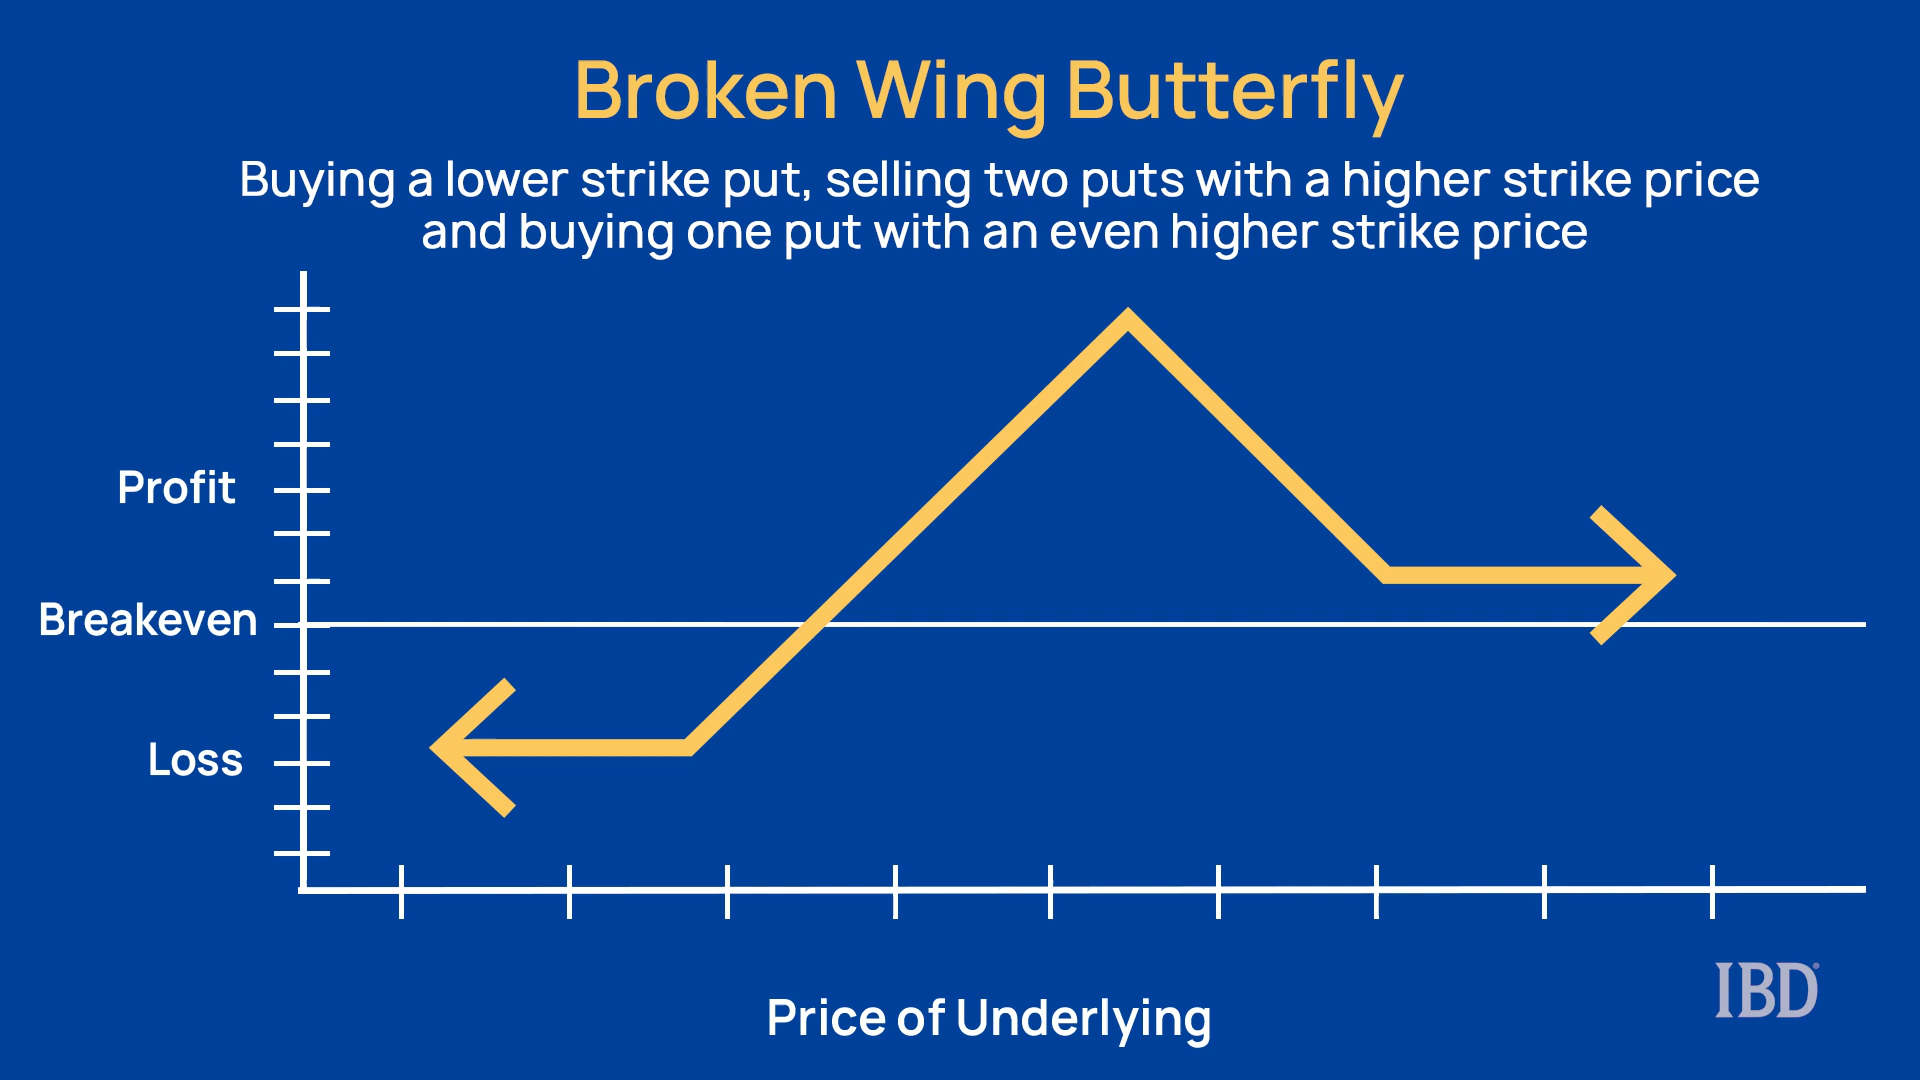 Broken Wing Butterfly
Buying a lower strike put, selling two puts with a higher strike price
and buying one put with an even higher strike price
Profit
Breakeven
Loss
Price of Underlying
IBD®